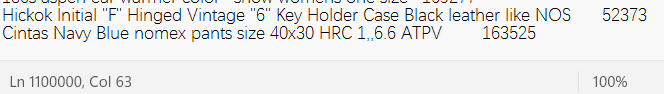 Hickok Initial "F" Hinged Vintage "6" Key Holder Case Black leather like NOS 52373
Cintas Navy Blue nomex pants size 40x30 HRC 1,,6.6 ATPV 163525
Ln 1100000, Col 63 100%